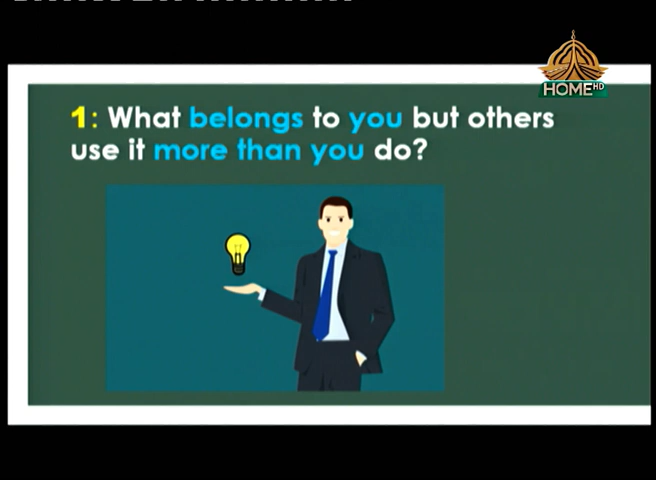 HOME HD
1: What belongs to you but others
use it more than you do?